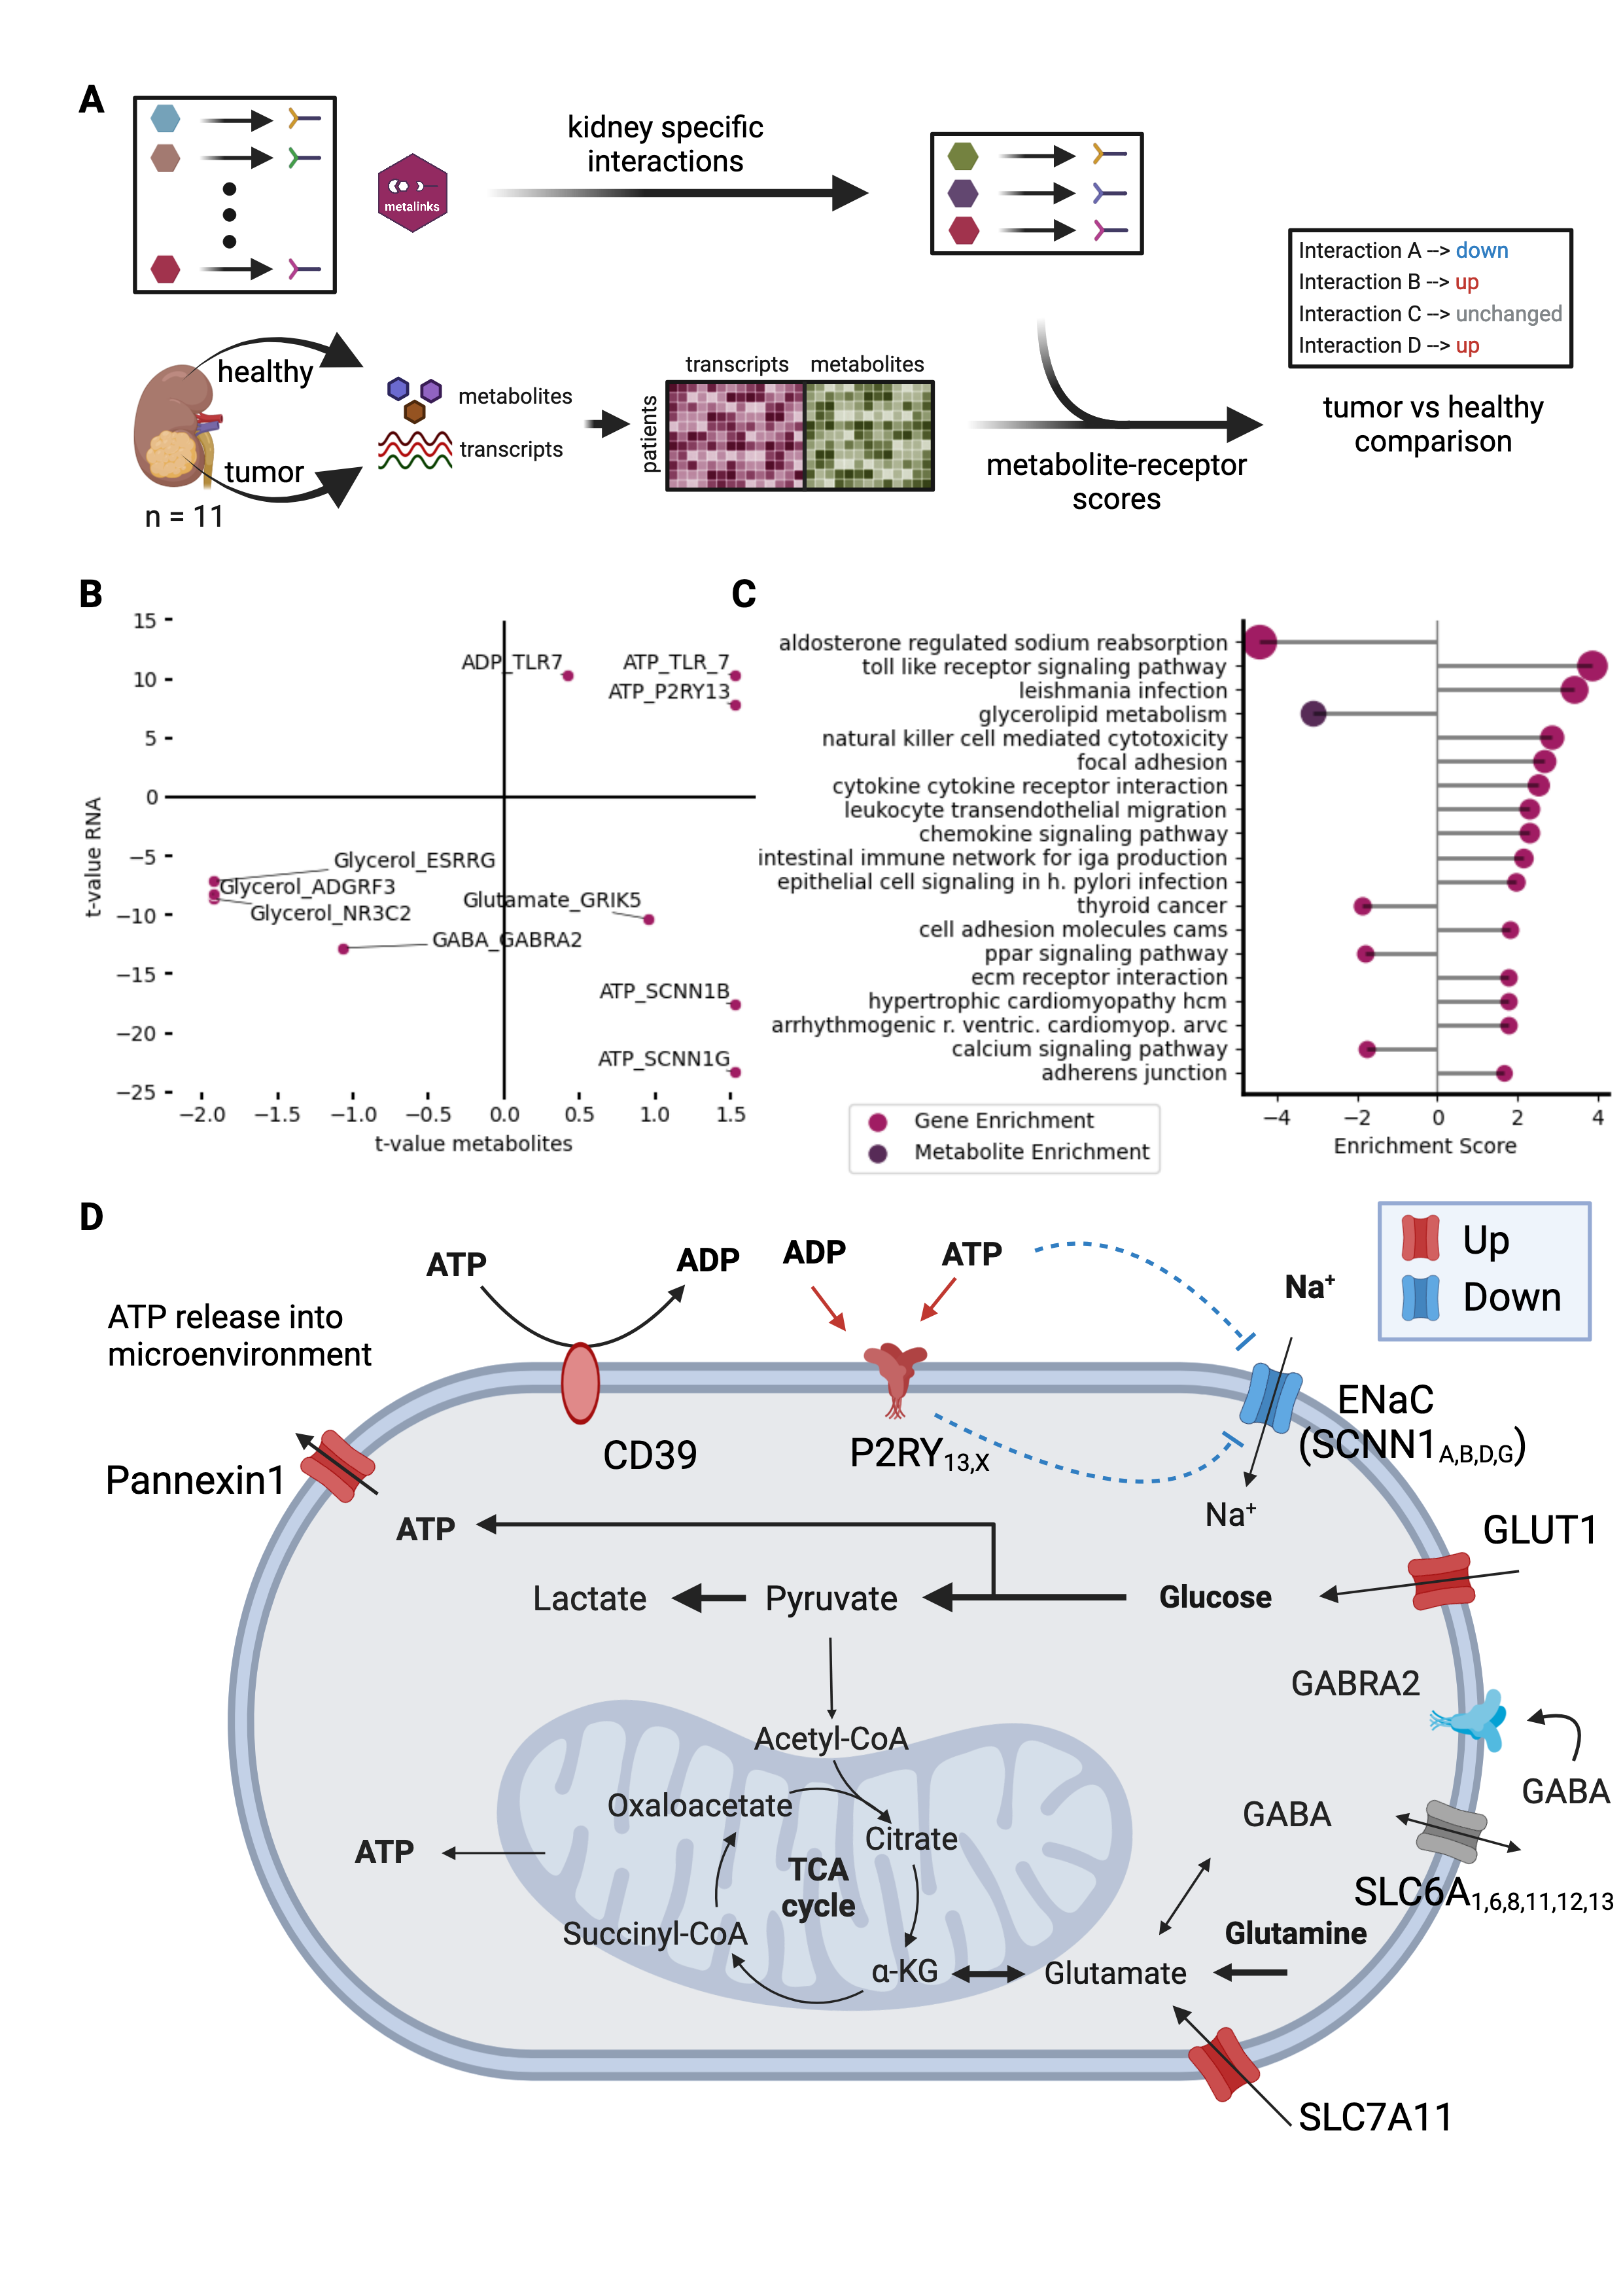 A
metalinks
kidney specific
interactions
Interaction A --> down
Interaction B --> up
Interaction C --> unchanged
Interaction D --> up
healthy
tumor
n = 11
metabolites
transcripts
patients
transcripts metabolites
metabolite-receptor
scores
tumor vs healthy
comparison
B
t-value RNA
15
10
5
0
−5
−10
−15
−20
−25
ADP_TLR7
ATP_TLR_7
ATP_P2RY13
Glycerol_ESRRG
Glycerol_ADGRF3
Glycerol_NR3C2
Glutamate_GRIK5
GABA_GABRA2
ATP_SCNN1B
ATP_SCNN1G
−2.0 −1.5 −1.0 −0.5 0.0 0.5 1.0 1.5
t-value metabolites
C
aldosterone regulated sodium reabsorption
toll like receptor signaling pathway
leishmania infection
glycerolipid metabolism
natural killer cell mediated cytotoxicity
focal adhesion
cytokine cytokine receptor interaction
leukocyte transendothelial migration
chemokine signaling pathway
intestinal immune network for iga production
epithelial cell signaling in h. pylori infection
thyroid cancer
cell adhesion molecules cams
ppar signaling pathway
ecm receptor interaction
hypertrophic cardiomyopathy hcm
arrhythmogenic r. ventric. cardiomyop. arvc
calcium signaling pathway
adherens junction
−4 −2 0 2 4
Enrichment Score
Gene Enrichment
Metabolite Enrichment
D
Up
Down
ATP
ADP
ADP
ATP
Na⁺
ATP release into
microenvironment
CD39
P2RY13,X
ENaC
(SCNN1A,B,D,G)
Pannexin1
Na⁺
ATP
GLUT1
Lactate
Pyruvate
Glucose
GABRA2
Acetyl-CoA
GABA
Oxaloacetate
GABA
Citrate
ATP
TCA
cycle
SLC6A1,6,8,11,12,13
Succinyl-CoA
Glutamine
α-KG
Glutamate
SLC7A11